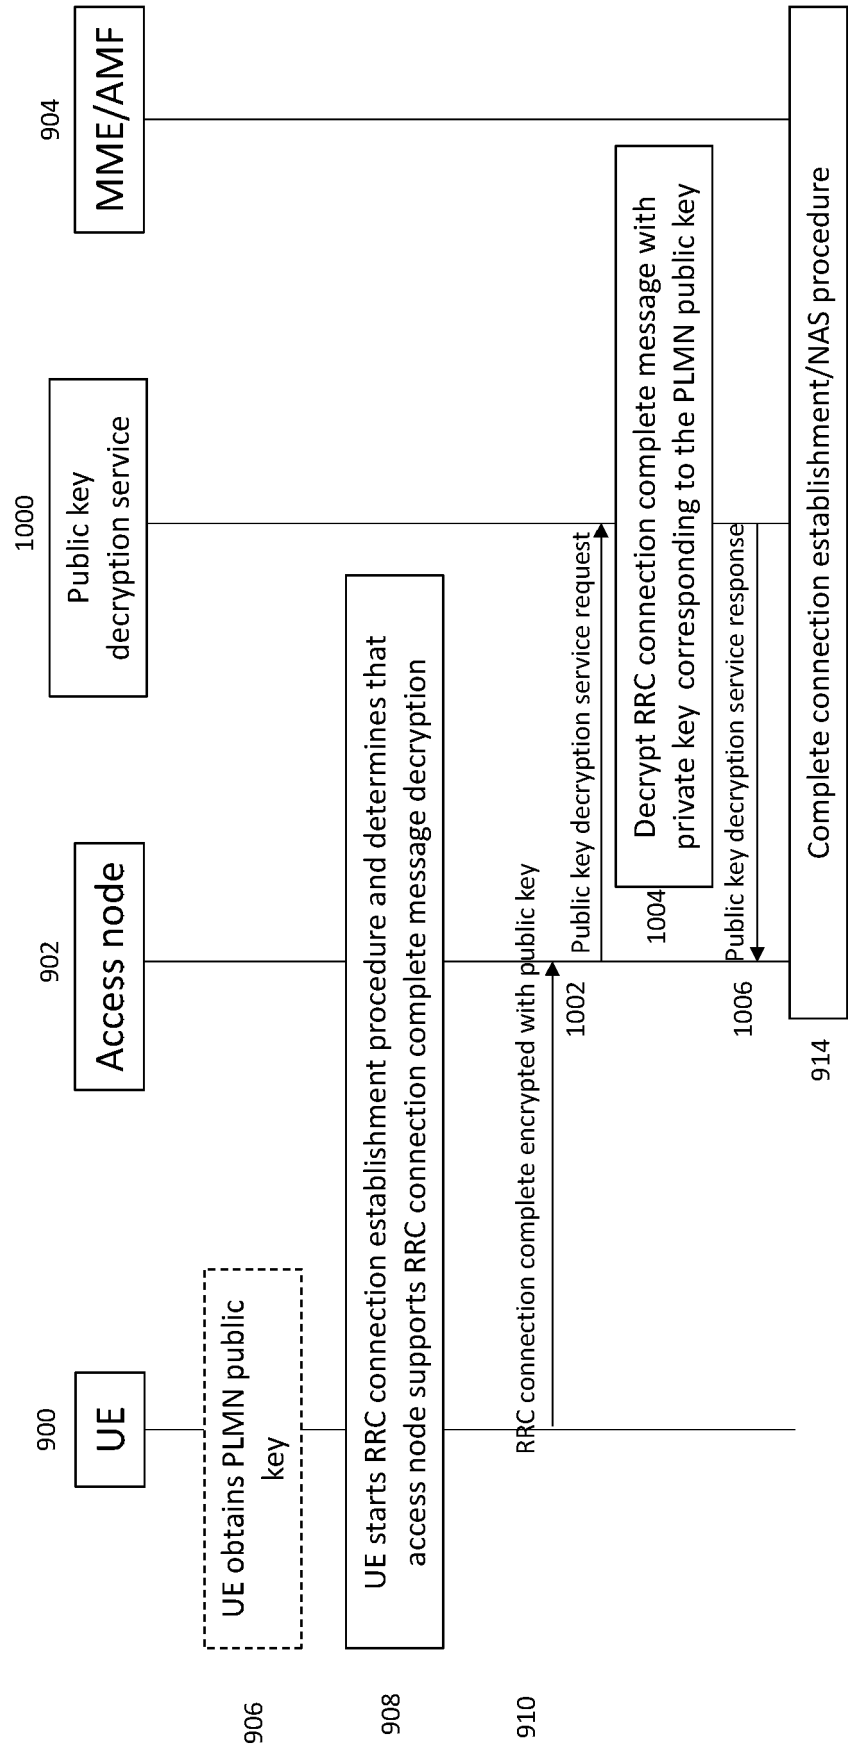 900
902
1000
904
UE
Access node
Public key
decryption service
MME/AMF
906
UE obtains PLMN public
key
908
UE starts RRC connection establishment procedure and determines that
access node supports RRC connection complete message decryption
910
RRC connection complete encrypted with public key
1002
Public key decryption service request
1004
Decrypt RRC connection complete message with
private key corresponding to the PLMN public key
1006
Public key decryption service response
914
Complete connection establishment/NAS procedure